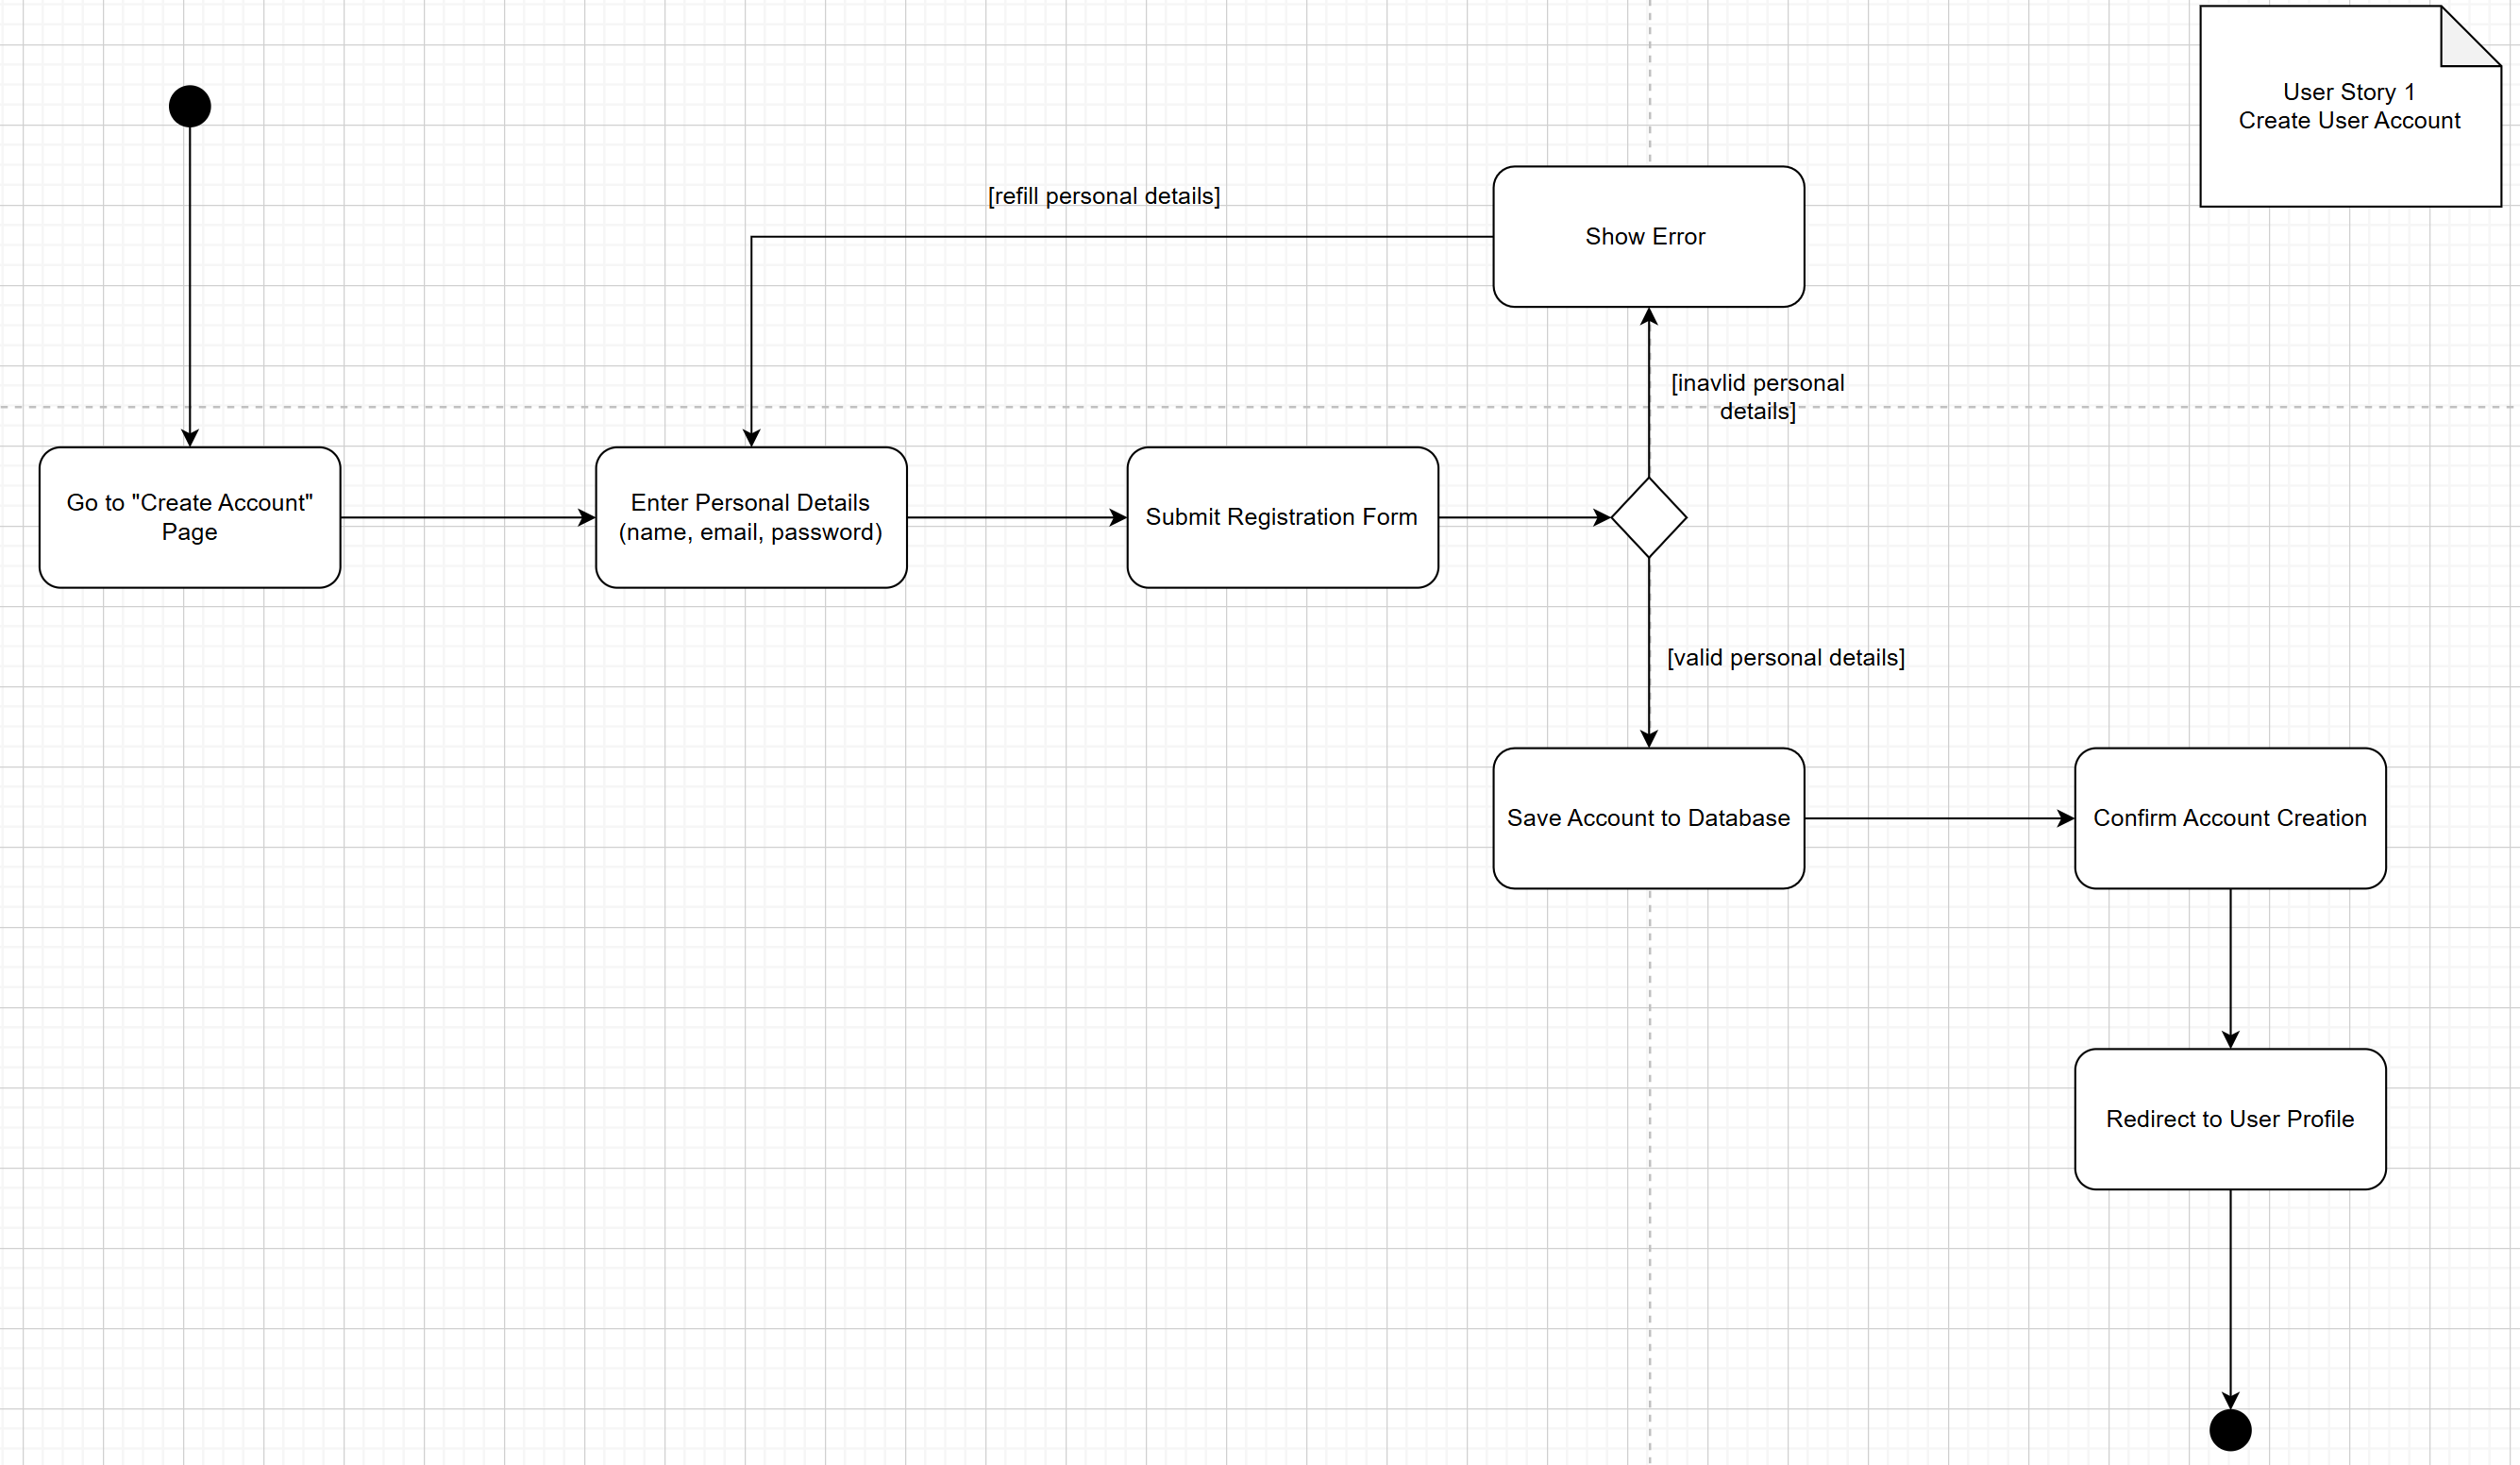 User Story 1
Create User Account
[refill personal details]
Show Error
[inavlid personal
details]
Go to "Create Account"
Page
Enter Personal Details
(name, email, password)
Submit Registration Form
[valid personal details]
Save Account to Database
Confirm Account Creation
Redirect to User Profile